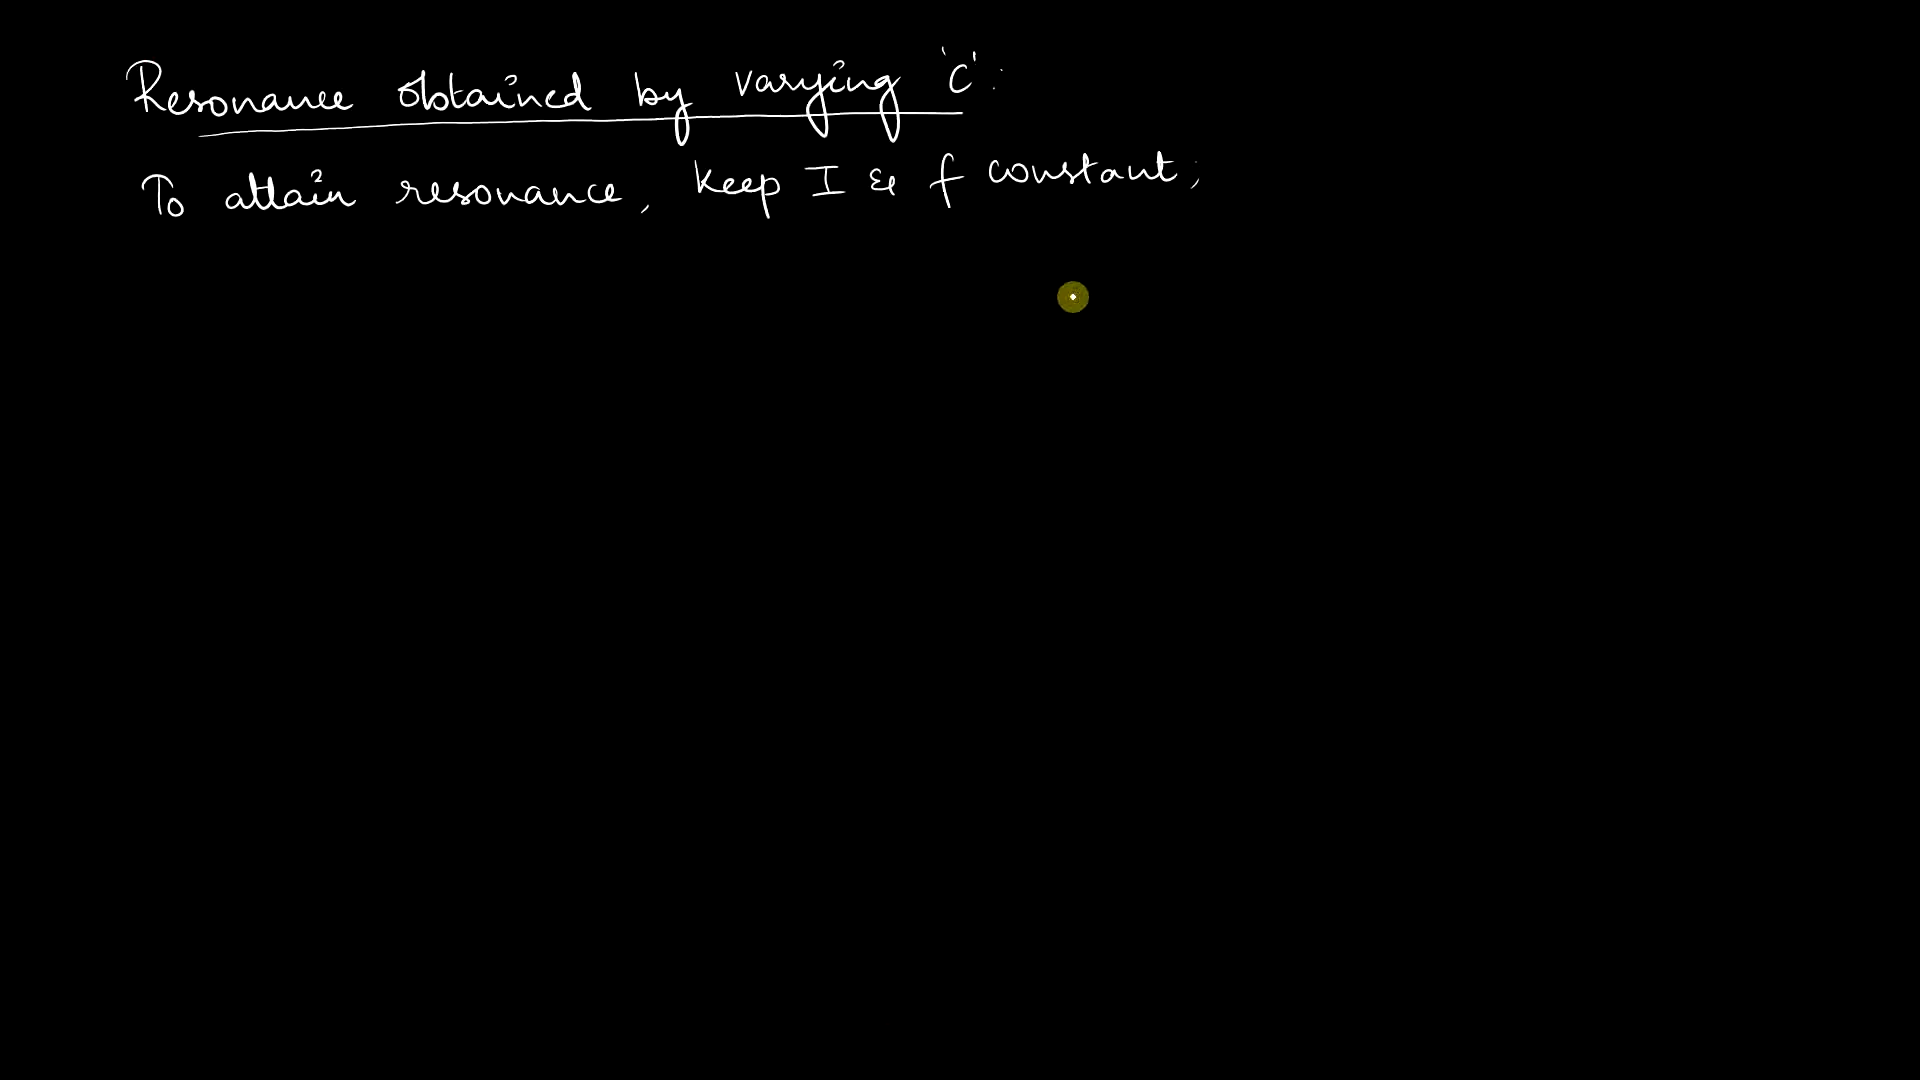 Resonance obtained by varying 'C':
To attain resonance, keep I & f constant;